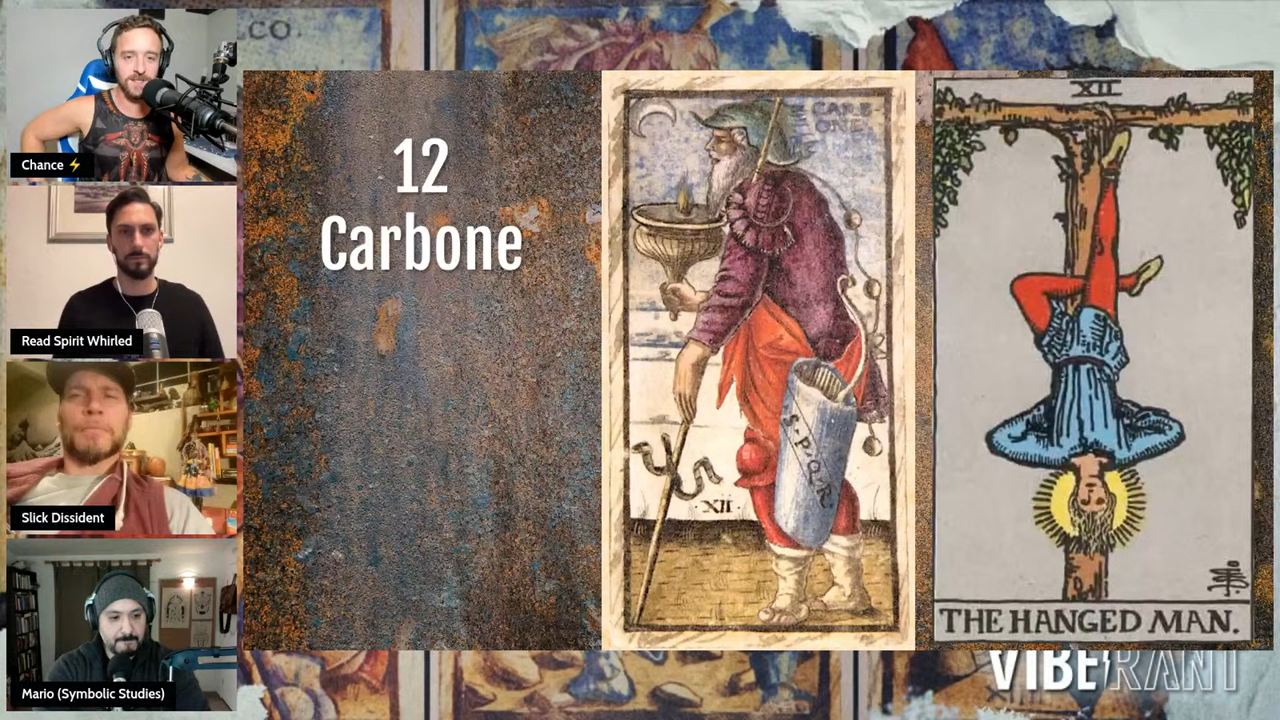 CCO.
Chance ⚡
Read Spirit Whirled
Slick Dissident
Mario (Symbolic Studies)
12
Carbone
CARB
ONE.
S.P.Q.R.
.XII.
XII
THE HANGED MAN.
VIBERANT